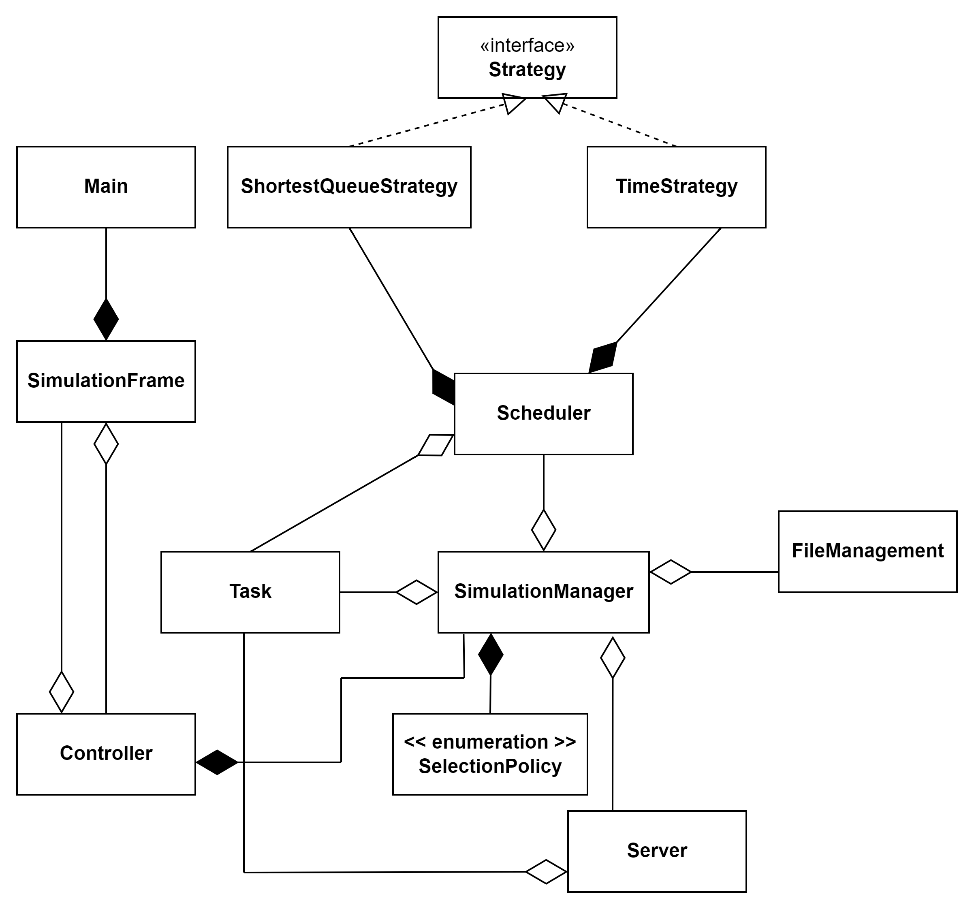 «interface»
Strategy
Main
ShortestQueueStrategy
TimeStrategy
SimulationFrame
Scheduler
FileManagement
Task
SimulationManager
Controller
<< enumeration >>
SelectionPolicy
Server